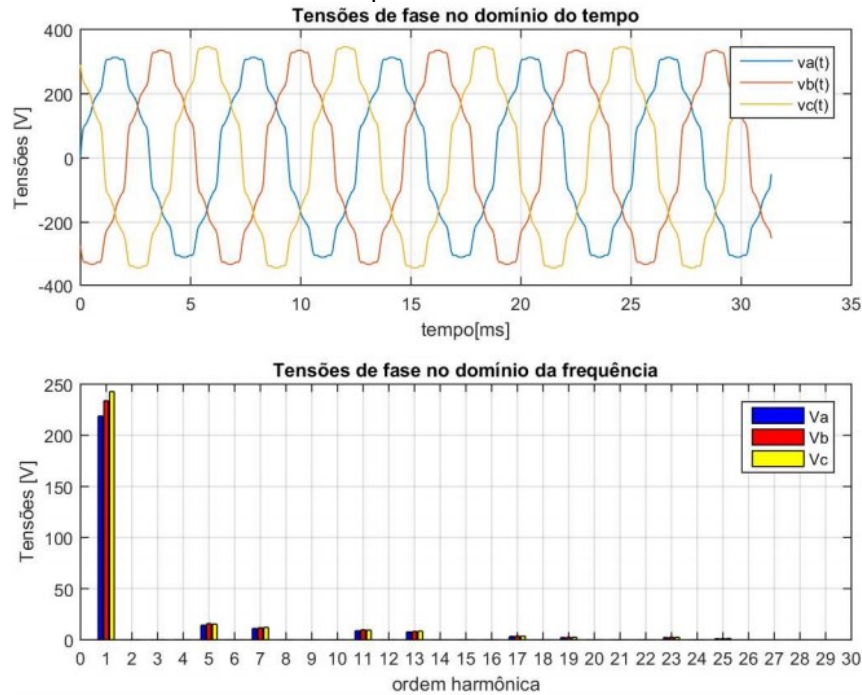 Tensões de fase no domínio do tempo
400
200
0
-200
-400
Tensões [V]
va(t)
vb(t)
vc(t)
0 5 10 15 20 25 30 35
tempo[ms]
Tensões de fase no domínio da frequência
250
200
150
100
50
0
Tensões [V]
Va
Vb
Vc
0 1 2 3 4 5 6 7 8 9 10 11 12 13 14 15 16 17 18 19 20 21 22 23 24 25 26 27 28 29 30
ordem harmônica